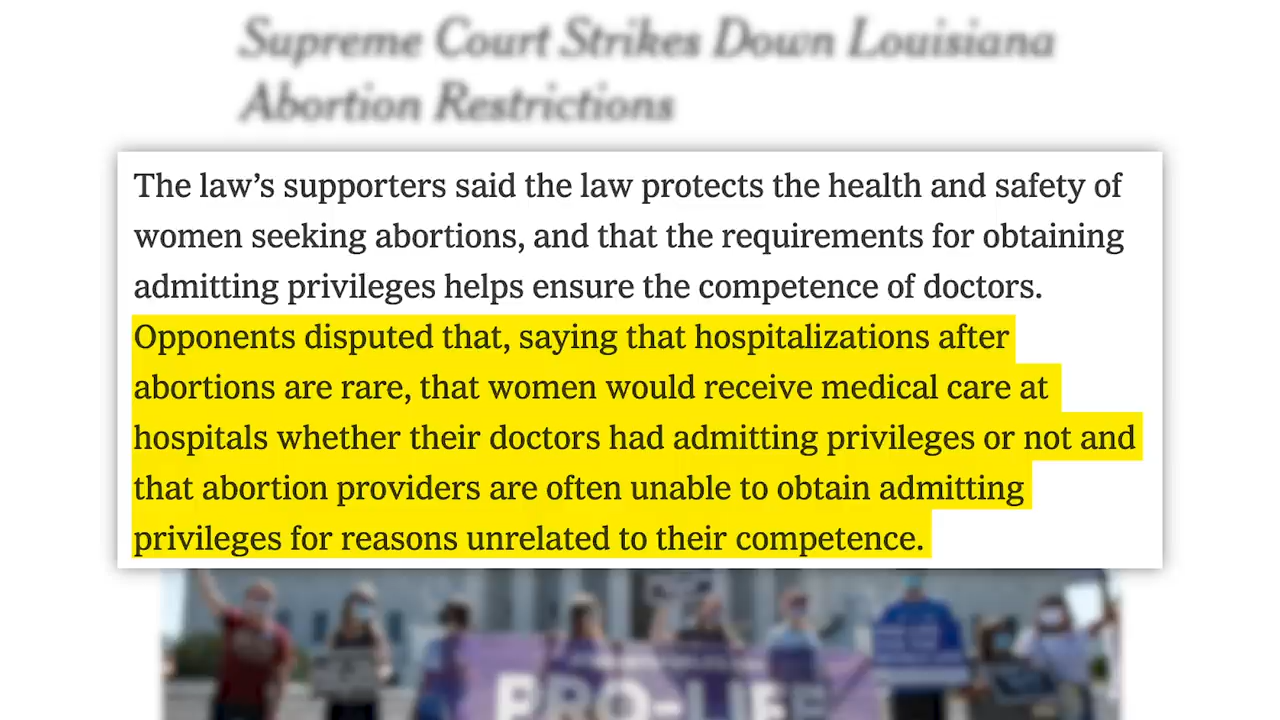 Supreme Court Strikes Down Louisiana
Abortion Restrictions
The law’s supporters said the law protects the health and safety of
women seeking abortions, and that the requirements for obtaining
admitting privileges helps ensure the competence of doctors.
Opponents disputed that, saying that hospitalizations after
abortions are rare, that women would receive medical care at
hospitals whether their doctors had admitting privileges or not and
that abortion providers are often unable to obtain admitting
privileges for reasons unrelated to their competence.
PRO-LIFE